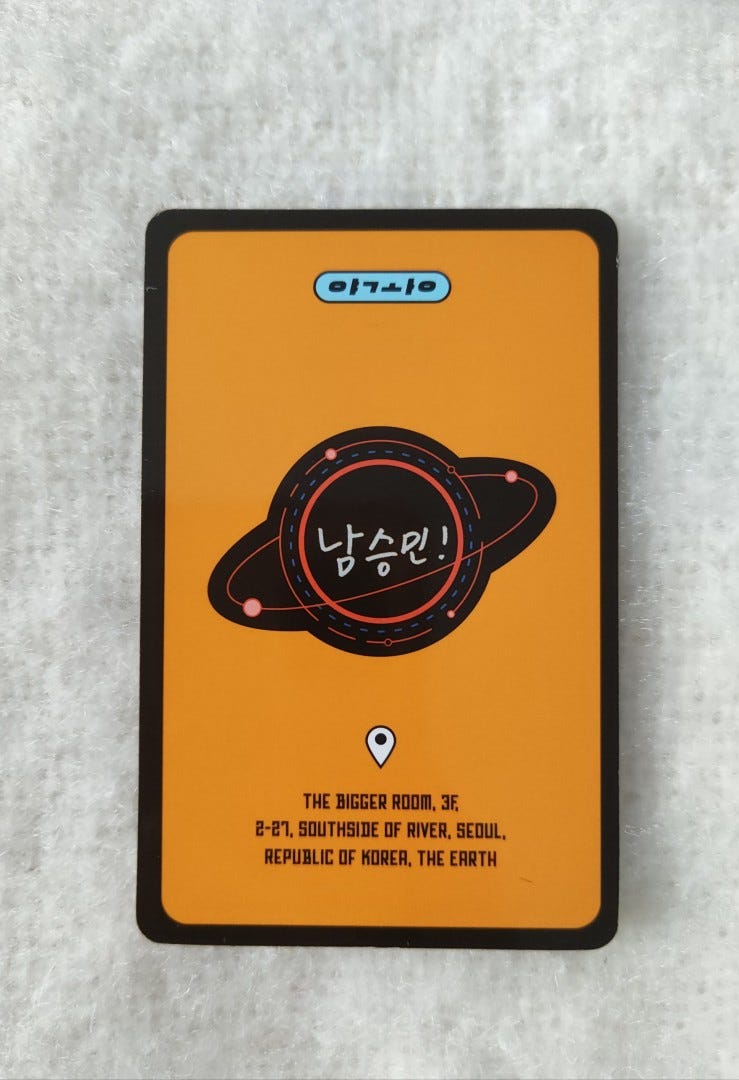 남승민!
THE BIGGER ROOM, 3F,
2-27, SOUTHSIDE OF RIVER, SEOUL,
REPUBLIC OF KOREA, THE EARTH